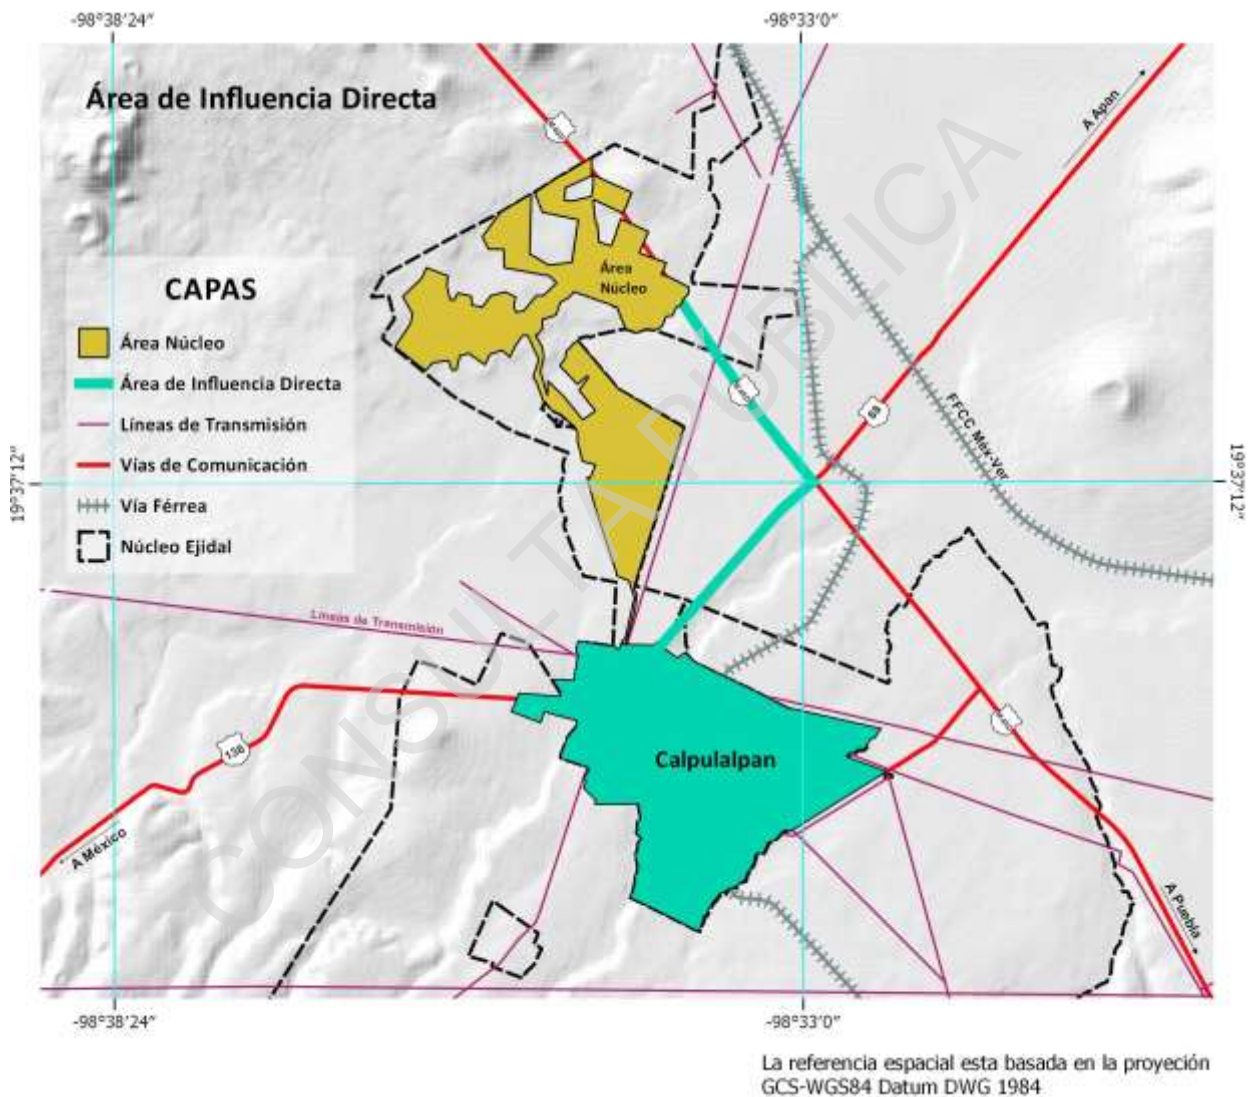 -98°38'24"
-98°33'0"
Área de Influencia Directa
A Apan
CAPAS
Área Núcleo
Área de Influencia Directa
Líneas de Transmisión
Vías de Comunicación
Vía Férrea
Núcleo Ejidal
Área
Núcleo
68
FFCC Méx-Ver
19°37'12"
19°37'12"
Líneas de Transmisión
136
A México
Calpulalpan
A Puebla
CONSULTA PUBLICA
-98°38'24"
-98°33'0"
La referencia espacial esta basada en la proyeción
GCS-WGS84 Datum DWG 1984